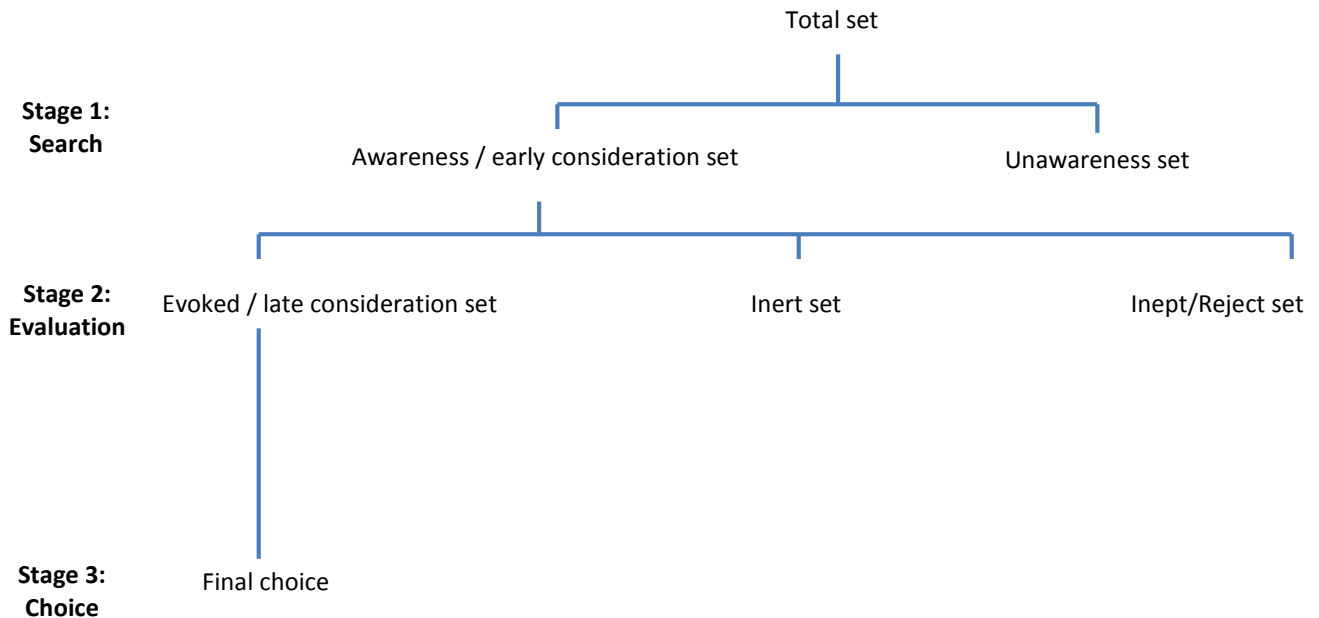 Total set
Stage 1:
Search
Awareness / early consideration set
Unawareness set
Stage 2:
Evaluation
Evoked / late consideration set
Inert set
Inept/Reject set
Stage 3:
Choice
Final choice